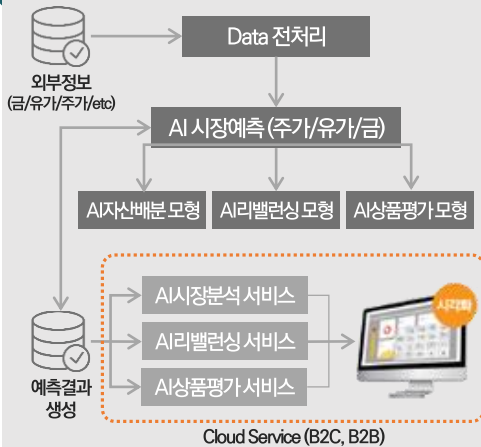 Data 전처리
외부정보
(금/유가/주가/etc)
AI 시장예측 (주가/유가/금)
AI자산배분 모형
AI리밸런싱 모형
AI상품평가 모형
AI시장분석 서비스
시각화
AI리밸런싱 서비스
AI상품평가 서비스
예측결과
생성
Cloud Service (B2C, B2B)